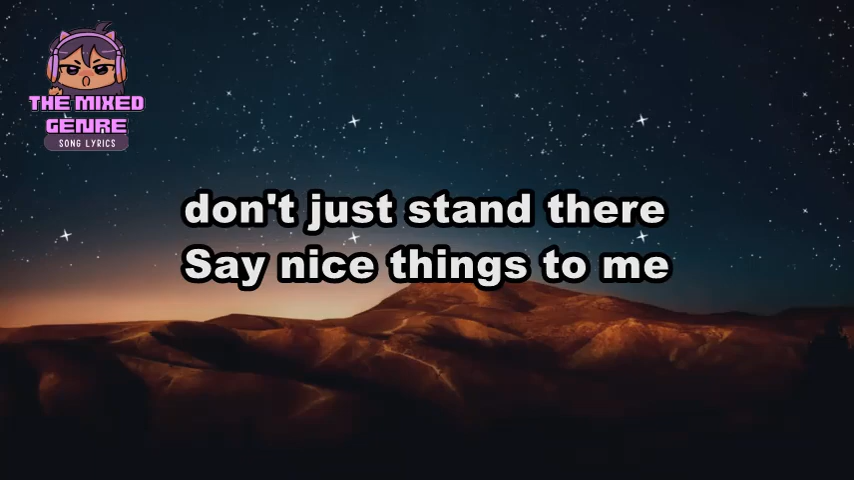 THE MIXED
GENRE
SONG LYRICS
don't just stand there
Say nice things to me